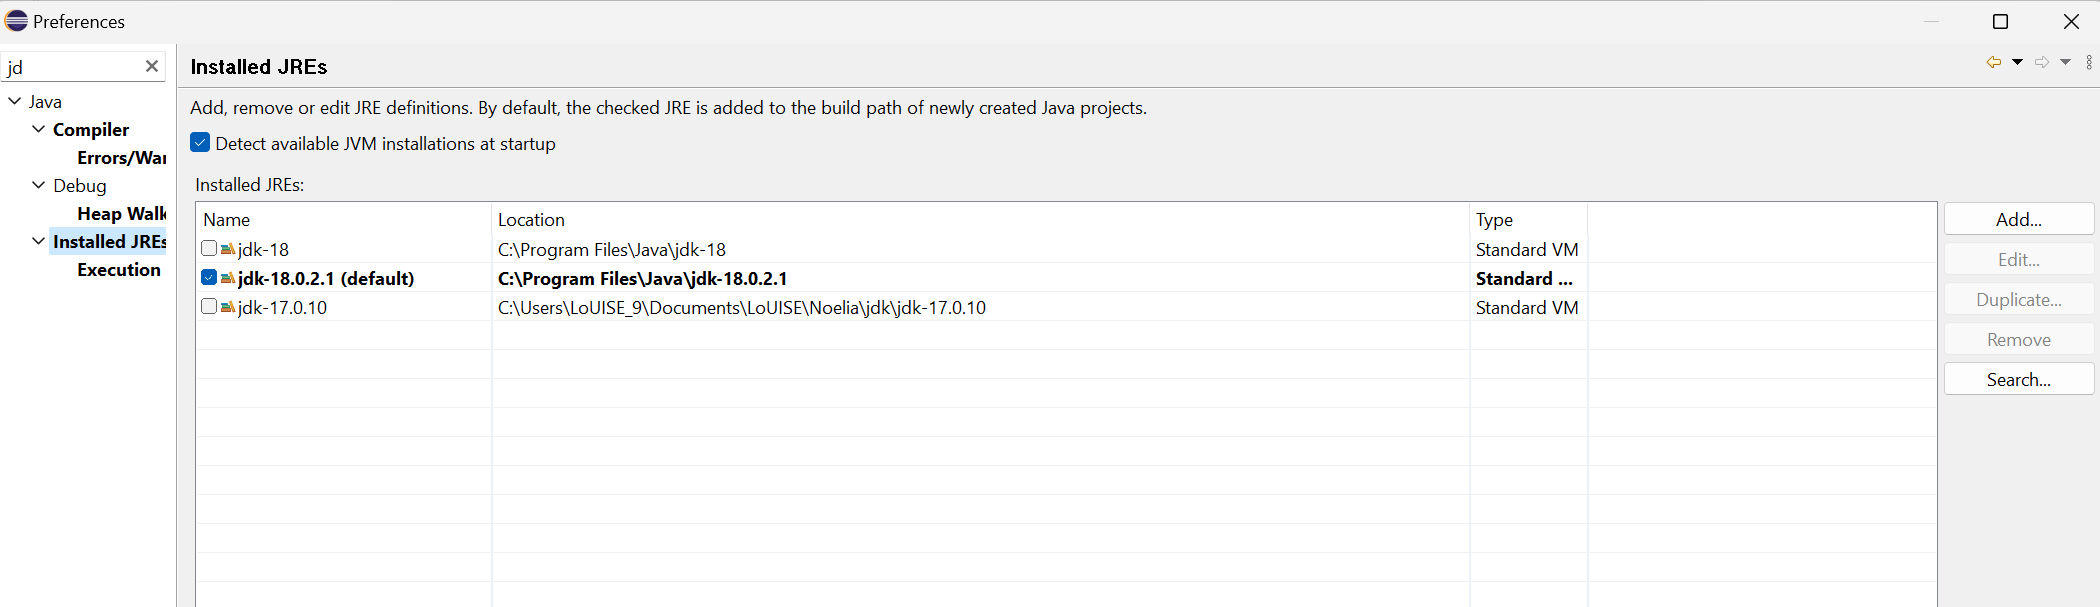 Preferences
jd
Installed JREs
Java
Compiler
Errors/War
Debug
Heap Walk
Installed JREs
Execution
Add, remove or edit JRE definitions. By default, the checked JRE is added to the build path of newly created Java projects.
Detect available JVM installations at startup
Installed JREs:
Name Location Type
jdk-18 C:\Program Files\Java\jdk-18 Standard VM
jdk-18.0.2.1 (default) C:\Program Files\Java\jdk-18.0.2.1 Standard ...
jdk-17.0.10 C:\Users\LoUISE_9\Documents\LoUISE\Noelia\jdk\jdk-17.0.10 Standard VM
Add...
Edit...
Duplicate...
Remove
Search...